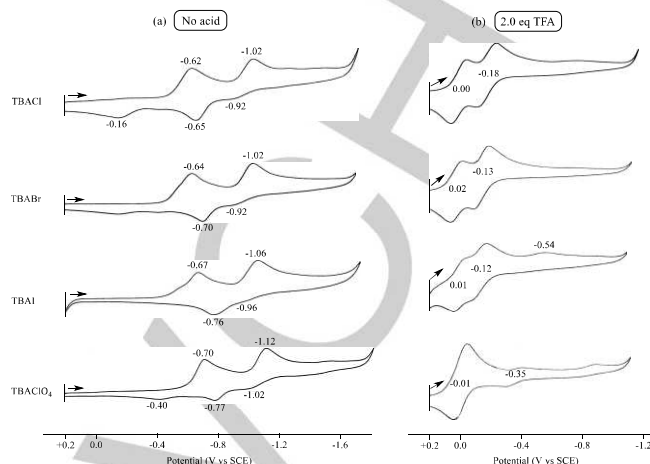 (a) No acid
(b) 2.0 eq TFA
TBACl
-0.62
-1.02
-0.16
-0.65
-0.92
0.00
-0.18
TBABr
-0.64
-1.02
-0.70
-0.92
0.02
-0.13
TBAI
-0.67
-1.06
-0.76
-0.96
0.01
-0.12
-0.54
TBAClO4
-0.70
-1.12
-0.40
-0.77
-1.02
-0.01
-0.35
+0.2 0.0 -0.4 -0.8 -1.2 -1.6
+0.2 0.0 -0.4 -0.8 -1.2
Potential (V vs SCE)
Potential (V vs SCE)